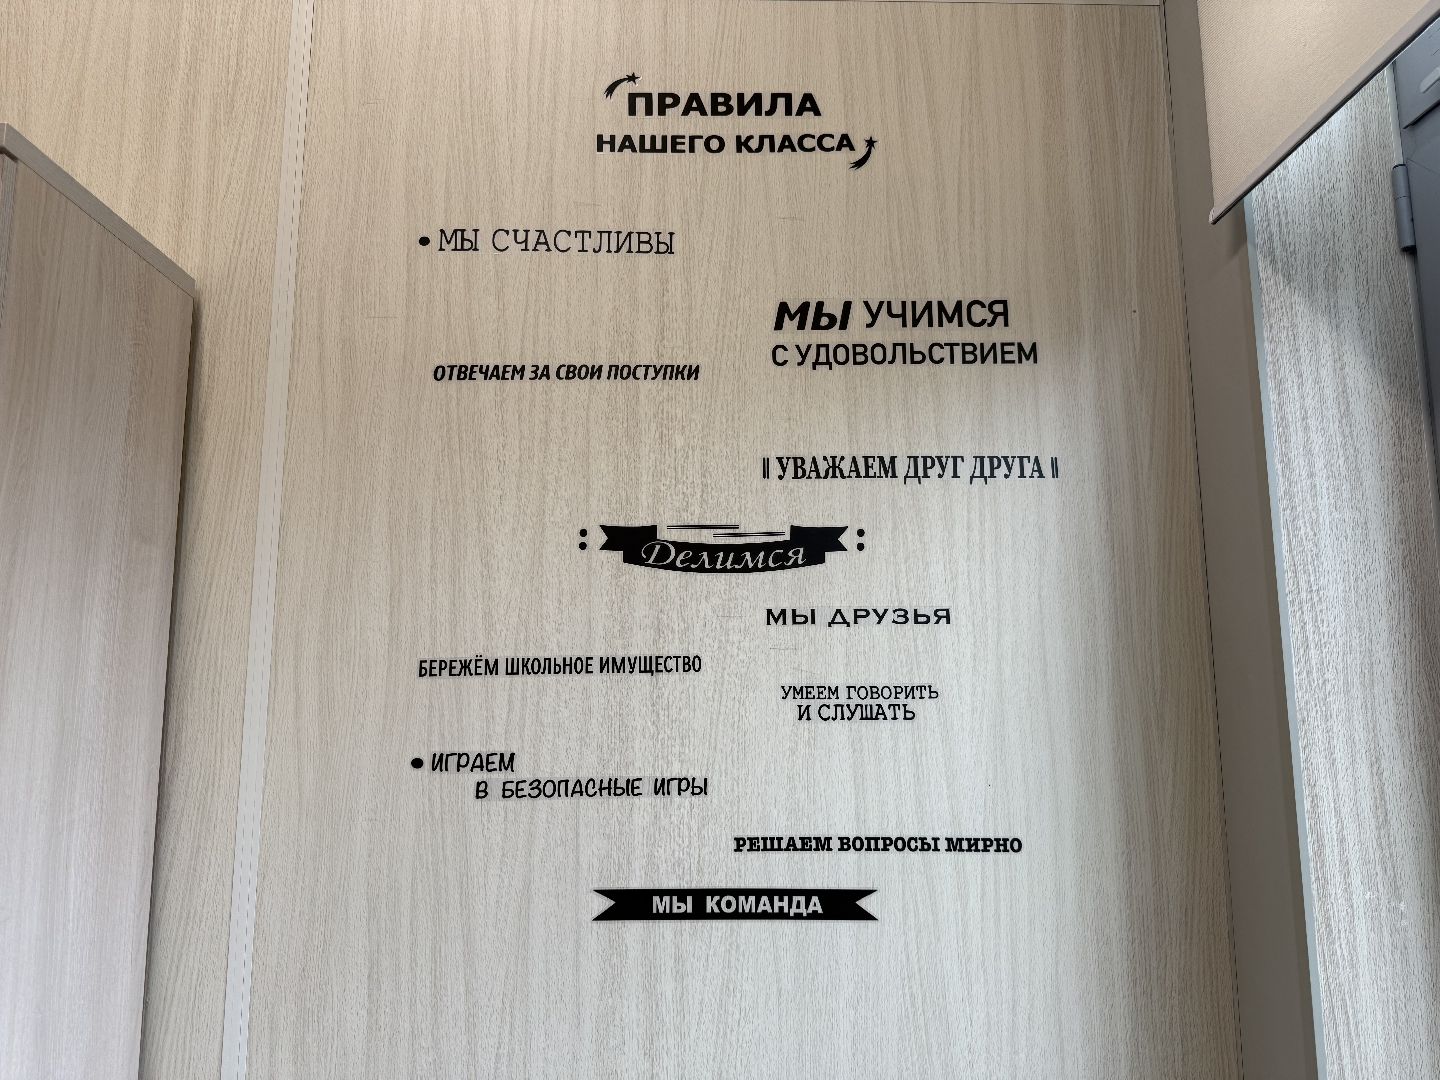 ПРАВИЛА
НАШЕГО КЛАССА
• МЫ СЧАСТЛИВЫ
МЫ УЧИМСЯ
С УДОВОЛЬСТВИЕМ
ОТВЕЧАЕМ ЗА СВОИ ПОСТУПКИ
УВАЖАЕМ ДРУГ ДРУГА
Делимся
МЫ ДРУЗЬЯ
БЕРЕЖЁМ ШКОЛЬНОЕ ИМУЩЕСТВО
УМЕЕМ ГОВОРИТЬ
И СЛУШАТЬ
• ИГРАЕМ
В БЕЗОПАСНЫЕ ИГРЫ
РЕШАЕМ ВОПРОСЫ МИРНО
МЫ КОМАНДА